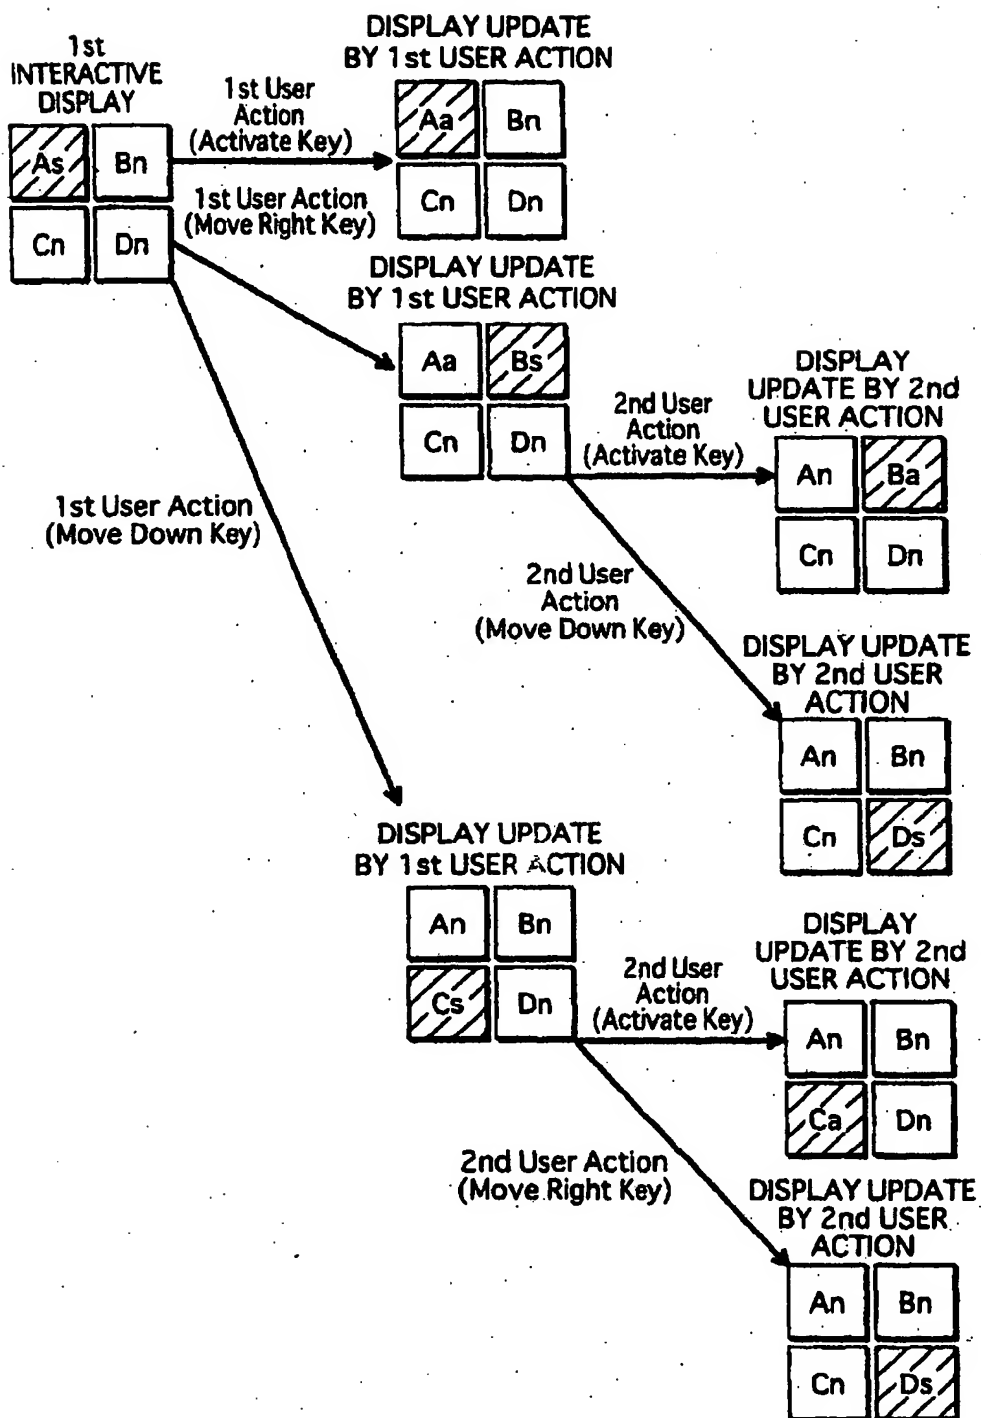 1st
INTERACTIVE
DISPLAY
As Bn
Cn Dn
1st User
Action
(Activate Key)
DISPLAY UPDATE
BY 1st USER ACTION
Aa Bn
Cn Dn
1st User Action
(Move Right Key)
DISPLAY UPDATE
BY 1st USER ACTION
Aa Bs
Cn Dn
2nd User
Action
(Activate Key)
DISPLAY
UPDATE BY 2nd
USER ACTION
An Ba
Cn Dn
1st User Action
(Move Down Key)
2nd User
Action
(Move Down Key)
DISPLAY UPDATE
BY 2nd USER
ACTION
An Bn
Cn Ds
DISPLAY UPDATE
BY 1st USER ACTION
An Bn
Cs Dn
2nd User
Action
(Activate Key)
DISPLAY
UPDATE BY 2nd
USER ACTION
An Bn
Ca Dn
2nd User Action
(Move Right Key)
DISPLAY UPDATE
BY 2nd USER
ACTION
An Bn
Cn Ds